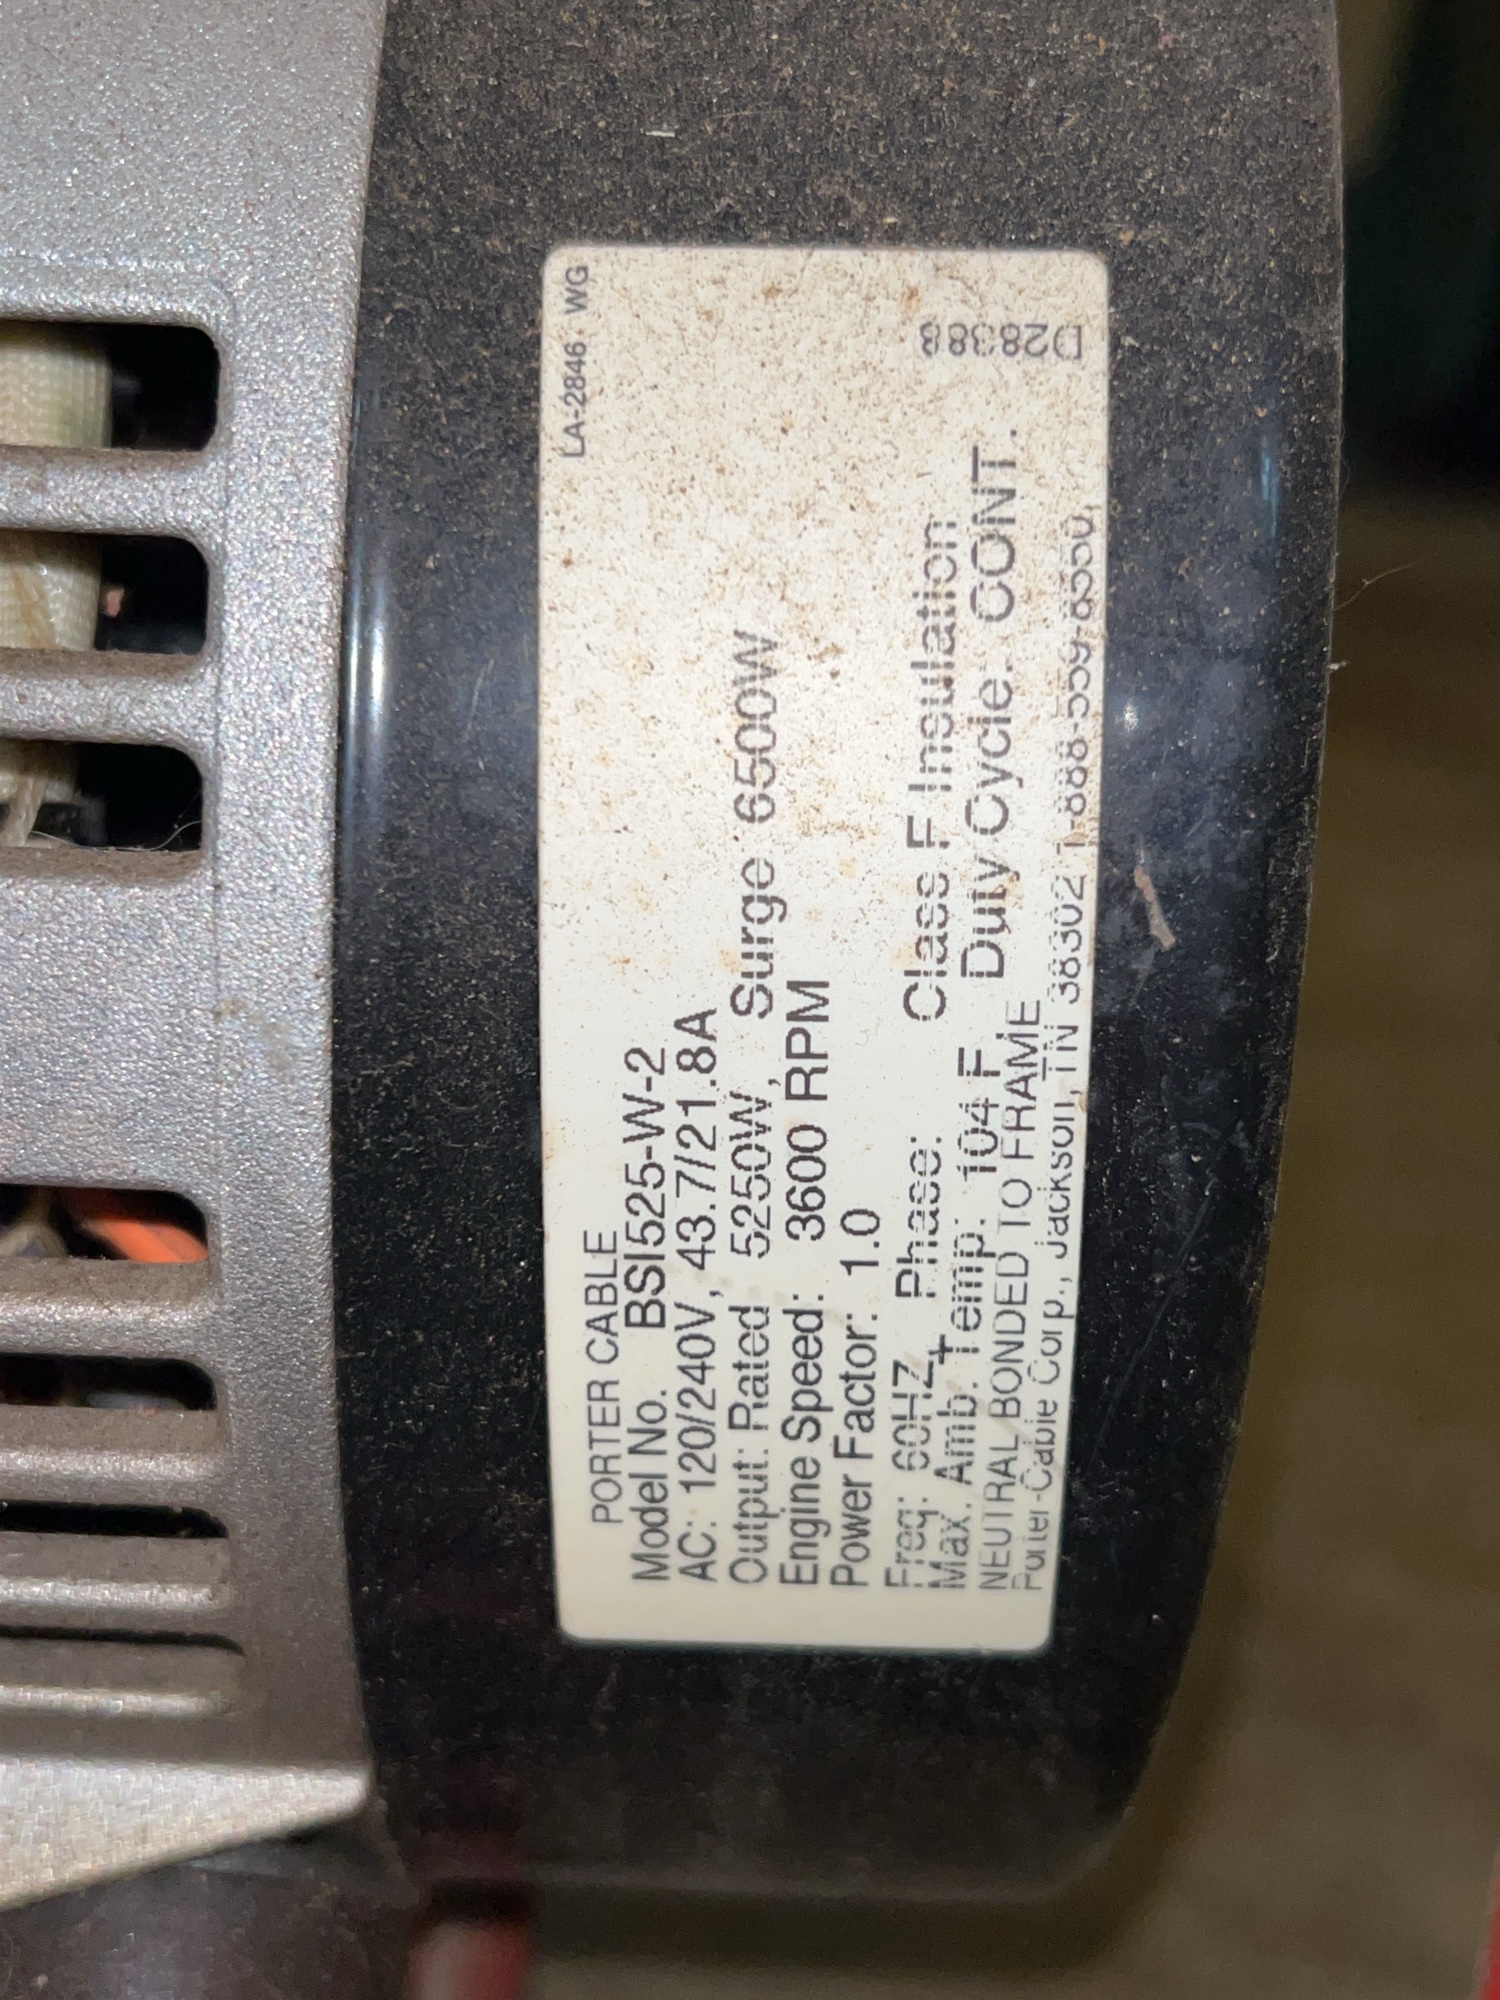 LA-2846 WG
PORTER CABLE
Model No. BSI525-W-2
AC: 120/240V, 43.7/21.8A
Output: Rated 5250W, Surge 6500W
Engine Speed: 3600 RPM
Power Factor: 1.0
Freq: 60HZ Phase: Class F Insulation
Max. Amb. Temp: 104 F Duty Cycle: CONT.
NEUTRAL BONDED TO FRAME
Porter-Cable Corp., Jackson, TN 38302